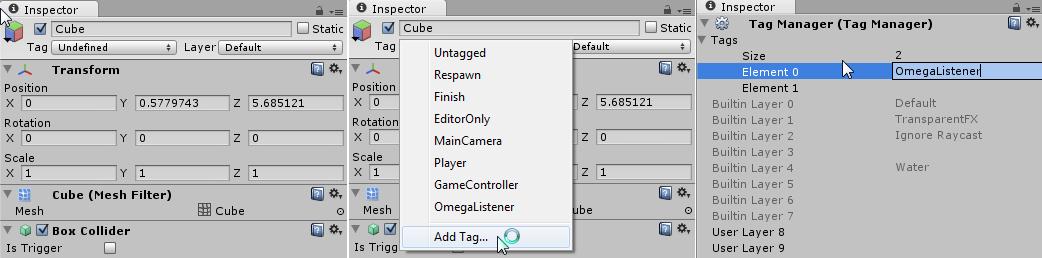 Inspector
Cube Static
Tag Undefined Layer Default
Transform
Position
X 0 Y 0.5779743 Z 5.685121
Rotation
X 0 Y 0 Z 0
Scale
X 1 Y 1 Z 1
Cube (Mesh Filter)
Mesh Cube
Box Collider
Is Trigger
Inspector
Cube Static
Tag Default
Untagged
Respawn
Finish
EditorOnly
MainCamera
Player
GameController
OmegaListener
Add Tag...
Position
X Z 5.685121
Rotation
X Z 0
Scale
X Z 1
Mesh
Is Trigg
Inspector
Tag Manager (Tag Manager)
Tags
Size 2
Element 0 OmegaListener
Element 1
Builtin Layer 0 Default
Builtin Layer 1 TransparentFX
Builtin Layer 2 Ignore Raycast
Builtin Layer 3
Builtin Layer 4 Water
Builtin Layer 5
Builtin Layer 6
Builtin Layer 7
User Layer 8
User Layer 9